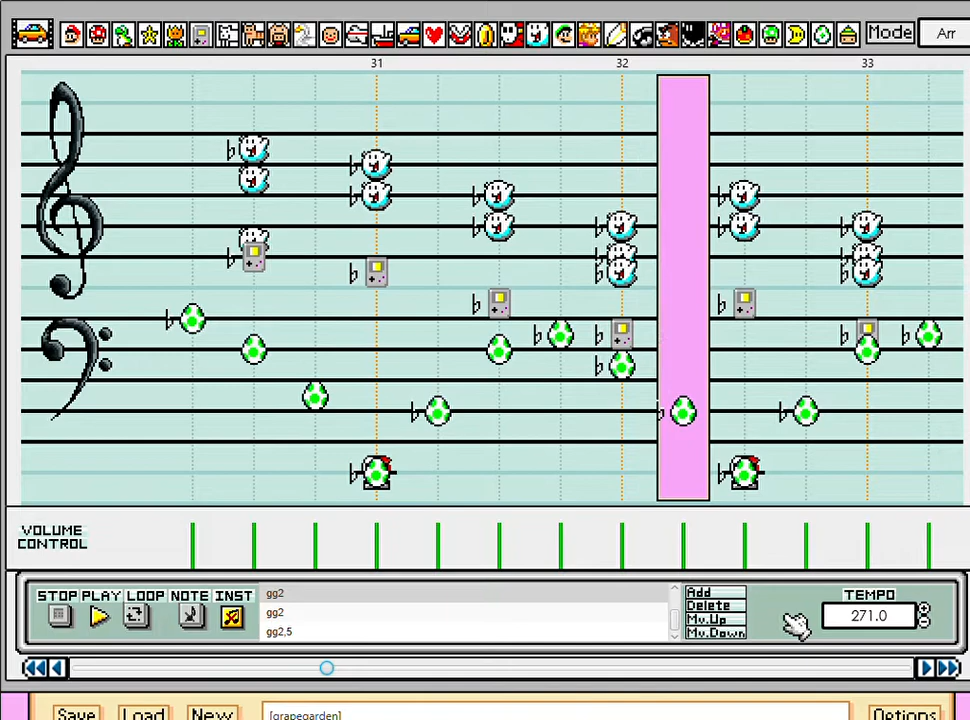 Mode Arr
31 32 33
VOLUME
CONTROL
STOP PLAY LOOP NOTE INST
gg2
gg2
gg2,5
Add
Delete
Mv.Up
Mv.Down
TEMPO
271.0
Save Load New [grapegarden] Options